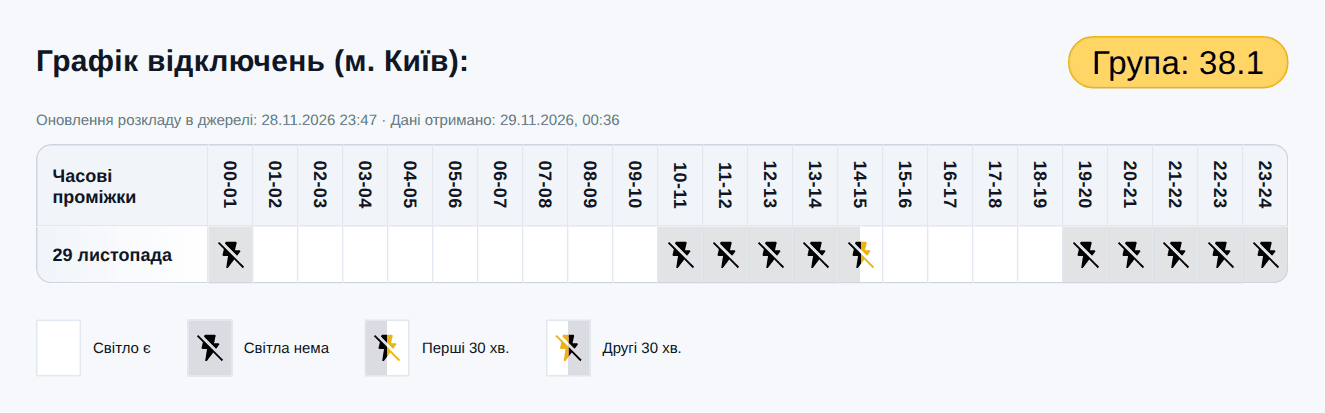 Графік відключень (м. Київ):
Група: 38.1
Оновлення розкладу в джерелі: 28.11.2026 23:47 · Дані отримано: 29.11.2026, 00:36
Часові
проміжки
00-01
01-02
02-03
03-04
04-05
05-06
06-07
07-08
08-09
09-10
10-11
11-12
12-13
13-14
14-15
15-16
16-17
17-18
18-19
19-20
20-21
21-22
22-23
23-24
29 листопада
Світло є
Світла нема
Перші 30 хв.
Другі 30 хв.